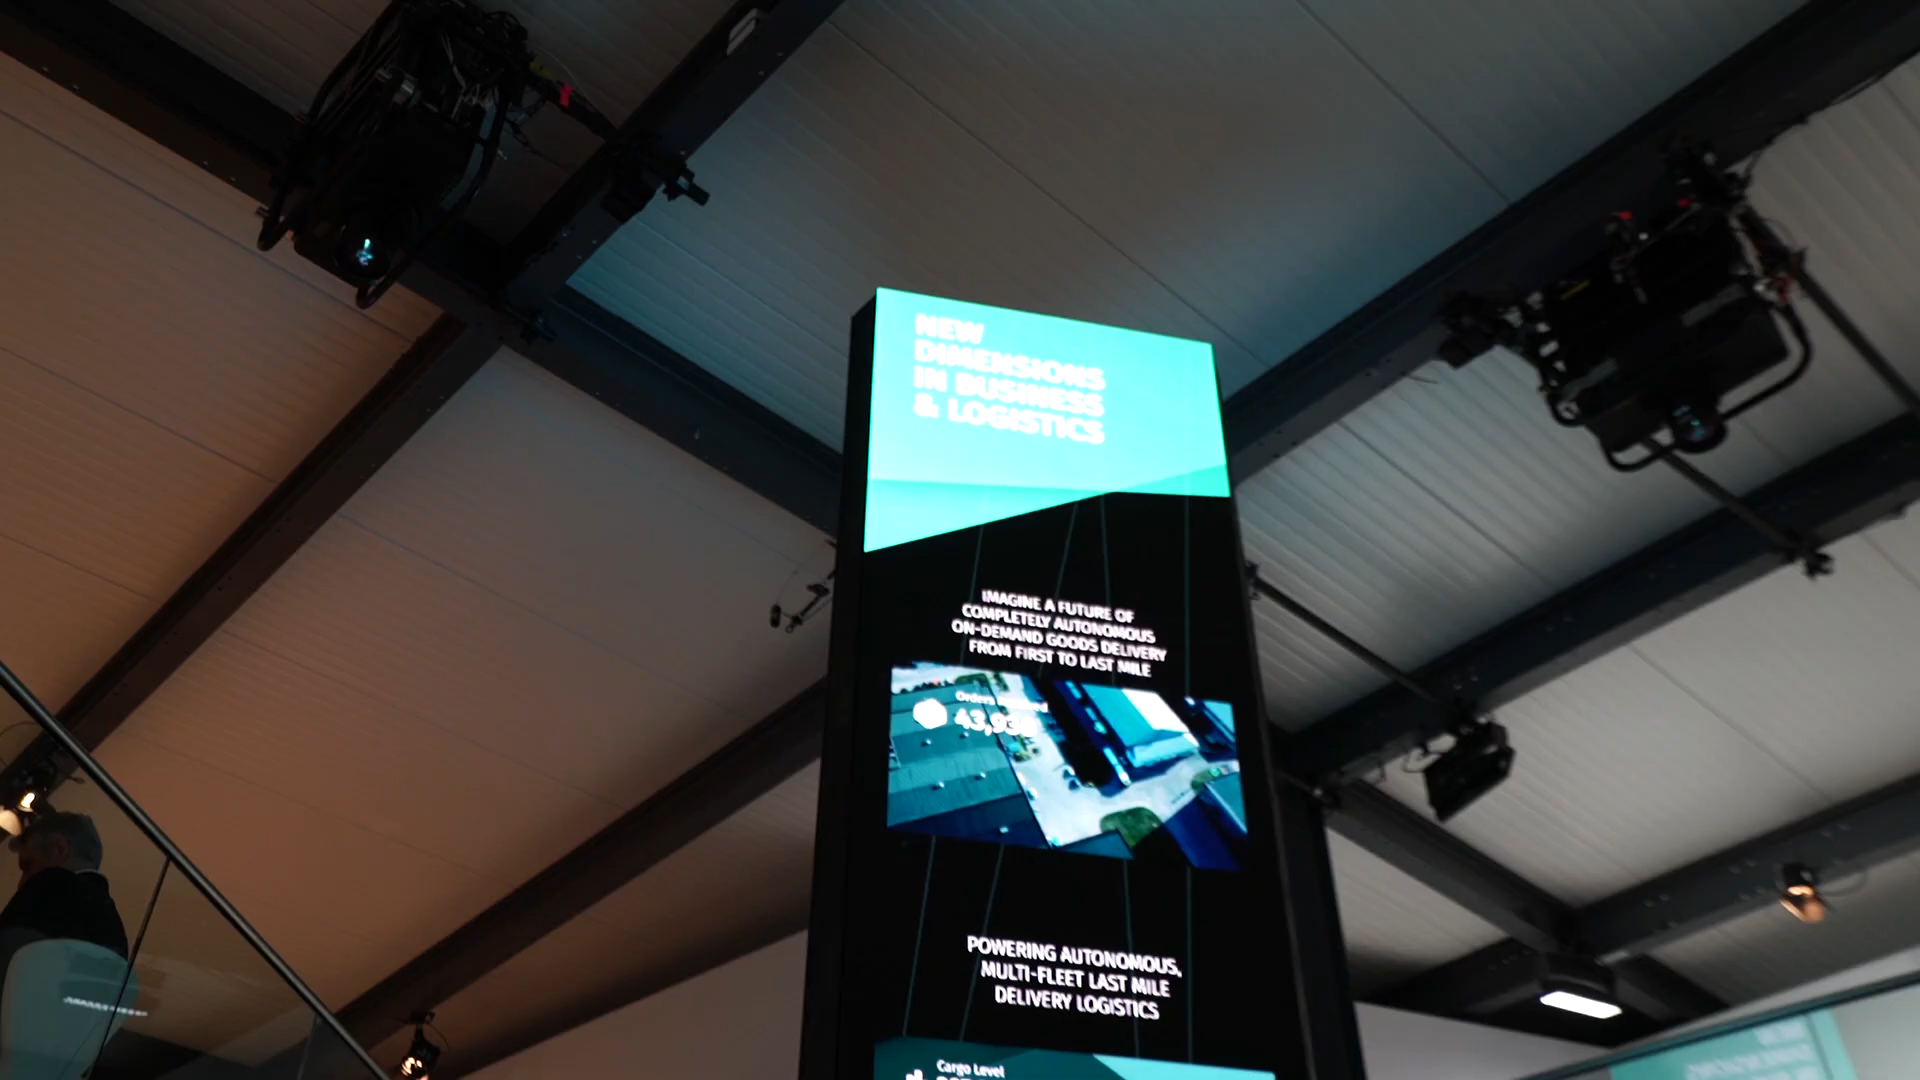 NEW
DIMENSIONS
IN BUSINESS
& LOGISTICS
IMAGINE A FUTURE OF
COMPLETELY AUTONOMOUS
ON-DEMAND GOODS DELIVERY
FROM FIRST TO LAST MILE
Orders
POWERING AUTONOMOUS,
MULTI-FLEET LAST MILE
DELIVERY LOGISTICS
Cargo Level